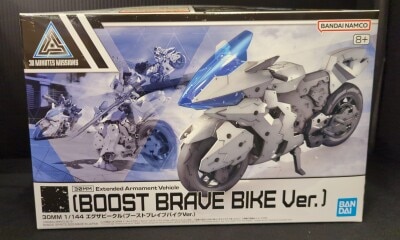 BANDAI NAMCO
8+
30 MINUTES MISSIONS
30MM Extended Armament Vehicle
(BOOST BRAVE BIKE Ver.)
30MM 1/144 エグザビークル(ブーストブレイブバイクVer.)
BAN
DAI